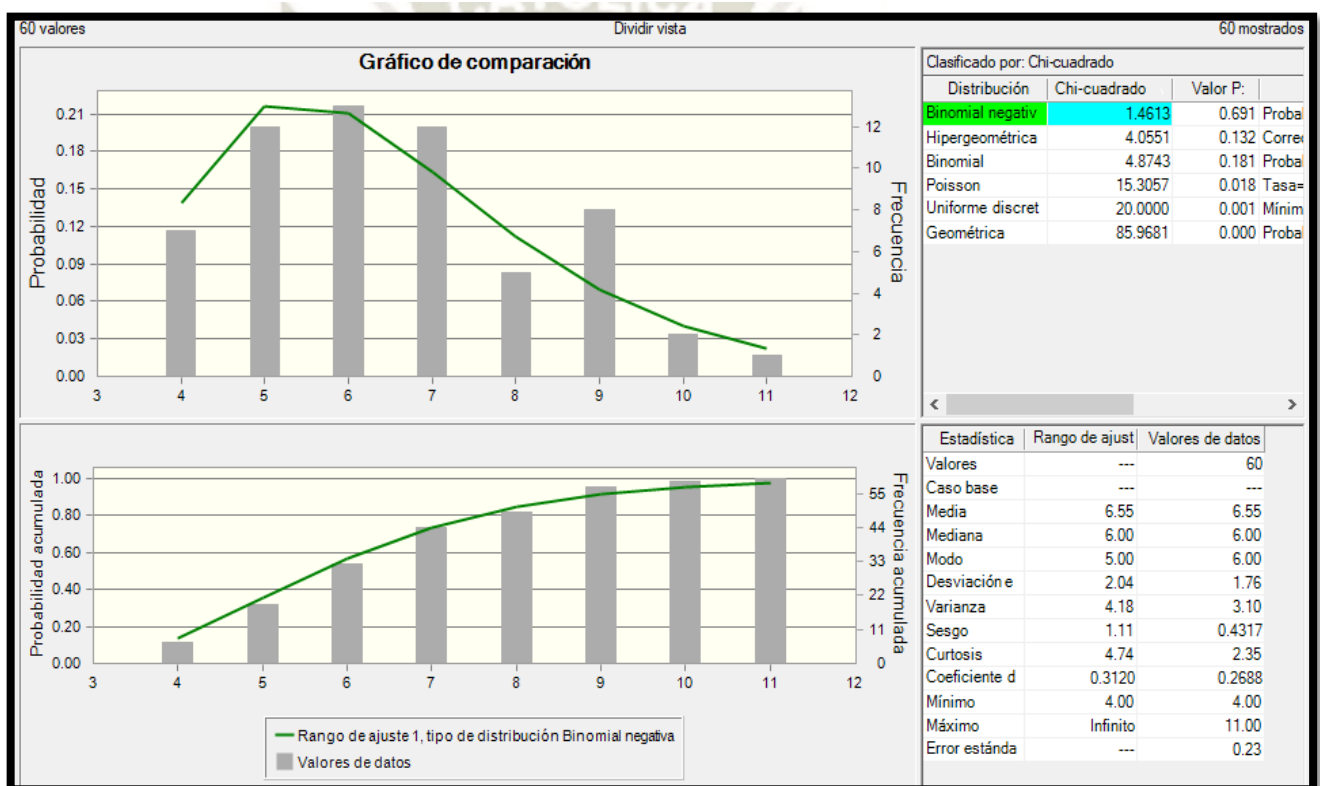 60 valores Dividir vista 60 mostrados
Gráfico de comparación
Probabilidad
0.21
0.18
0.15
0.12
0.09
0.06
0.03
0.00
3 4 5 6 7 8 9 10 11 12
12
10
8
6
4
2
0
Frecuencia
Clasificado por: Chi-cuadrado
Distribución Chi-cuadrado Valor P:
Binomial negativ 1.4613 0.691 Probal
Hipergeométrica 4.0551 0.132 Correc
Binomial 4.8743 0.181 Probal
Poisson 15.3057 0.018 Tasa=
Uniforme discret 20.0000 0.001 Mínim
Geométrica 85.9681 0.000 Probal
Probabilidad acumulada
1.00
0.80
0.60
0.40
0.20
0.00
3 4 5 6 7 8 9 10 11 12
55
44
33
22
11
0
Frecuencia acumulada
Rango de ajuste 1, tipo de distribución Binomial negativa
Valores de datos
Estadística Rango de ajust Valores de datos
Valores --- 60
Caso base --- ---
Media 6.55 6.55
Mediana 6.00 6.00
Modo 5.00 6.00
Desviación e 2.04 1.76
Varianza 4.18 3.10
Sesgo 1.11 0.4317
Curtosis 4.74 2.35
Coeficiente d 0.3120 0.2688
Mínimo 4.00 4.00
Máximo Infinito 11.00
Error estánda --- 0.23